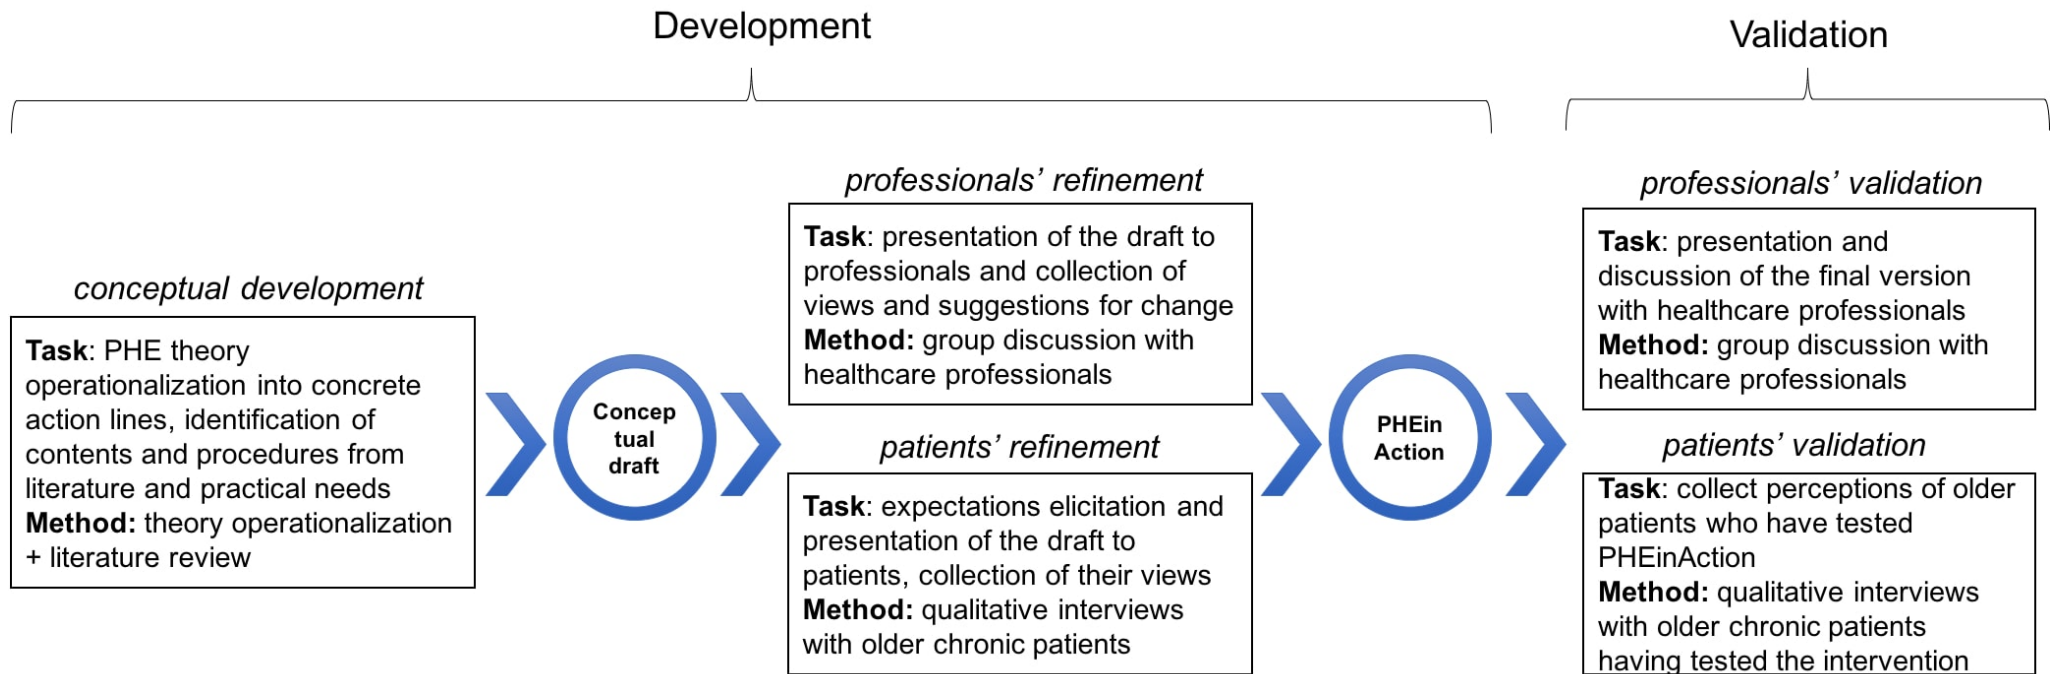 Development
Validation
conceptual development
Task: PHE theory
operationalization into concrete
action lines, identification of
contents and procedures from
literature and practical needs
Method: theory operationalization
+ literature review
Concep
tual
draft
professionals’ refinement
Task: presentation of the draft to
professionals and collection of
views and suggestions for change
Method: group discussion with
healthcare professionals
patients’ refinement
Task: expectations elicitation and
presentation of the draft to
patients, collection of their views
Method: qualitative interviews
with older chronic patients
PHEin
Action
professionals’ validation
Task: presentation and
discussion of the final version
with healthcare professionals
Method: group discussion with
healthcare professionals
patients’ validation
Task: collect perceptions of older
patients who have tested
PHEinAction
Method: qualitative interviews
with older chronic patients
having tested the intervention